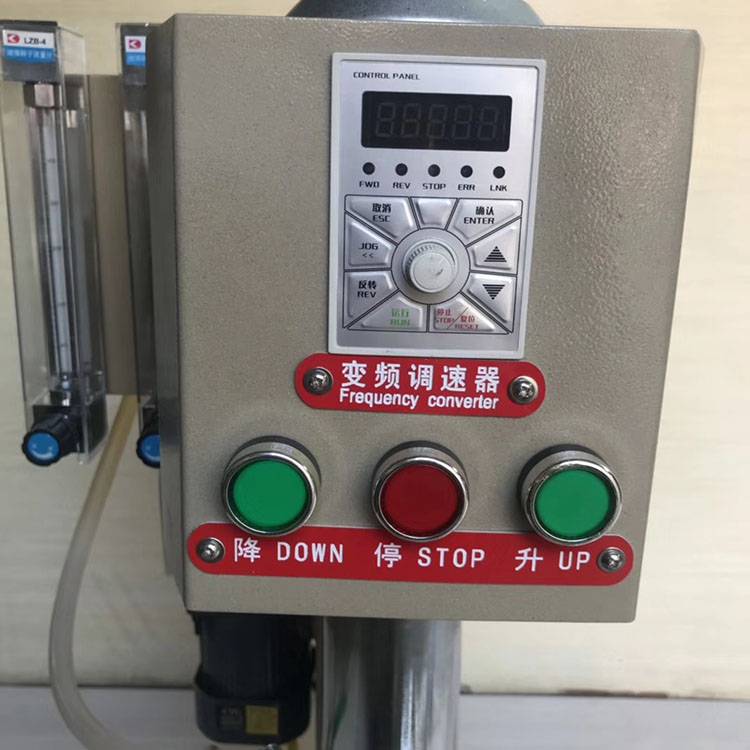 LZB-4
CONTROL PANEL
FWD REV STOP ERR LNK
取消 ESC
确认 ENTER
JOG <<
反转 REV
运行 RUN
停止/复位 STOP/RESET
变频调速器
Frequency converter
降 DOWN 停 STOP 升 UP